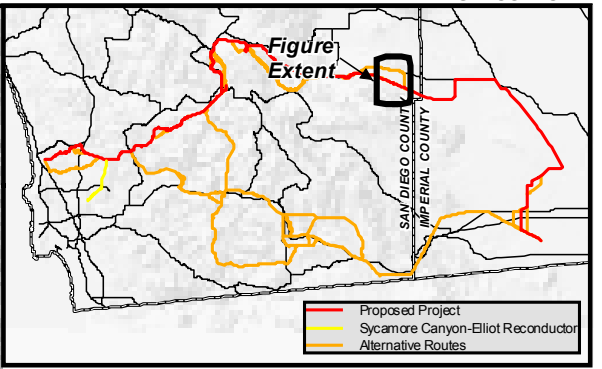 Figure
Extent
SAN DIEGO COUNTY
IMPERIAL COUNTY
Proposed Project
Sycamore Canyon-Elliot Reconductor
Alternative Routes